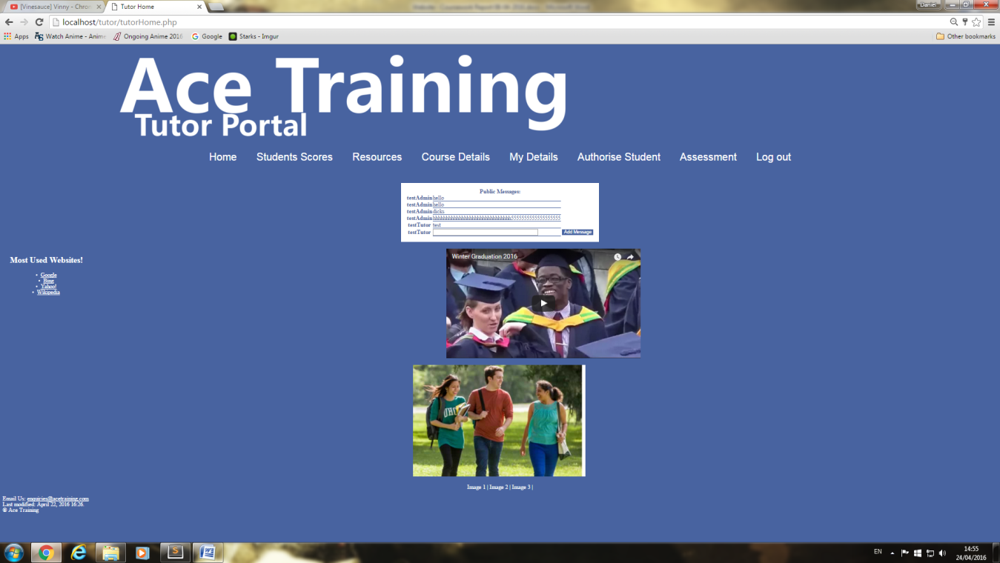 [Vinesauce] Vinny - Chron
Tutor Home
Daniel
localhost/tutor/tutorHome.php
Apps
Watch Anime - Anime
Ongoing Anime 2016
Google
Starks - Imgur
Other bookmarks
Ace Training
Tutor Portal
Home
Students Scores
Resources
Course Details
My Details
Authorise Student
Assessment
Log out
Public Messages:
testAdmin hello
testAdmin hello
testAdmin dicks
testAdmin
testTutor test
testTutor
Add Message
Most Used Websites!
• Google
• Bing
• Yahoo!
• Wikipedia
Winter Graduation 2016
Image 1 | Image 2 | Image 3 |
Email Us: enquiries@acetraining.com
Last modified: April 22, 2016 16:26.
© Ace Training
EN
14:55
24/04/2016